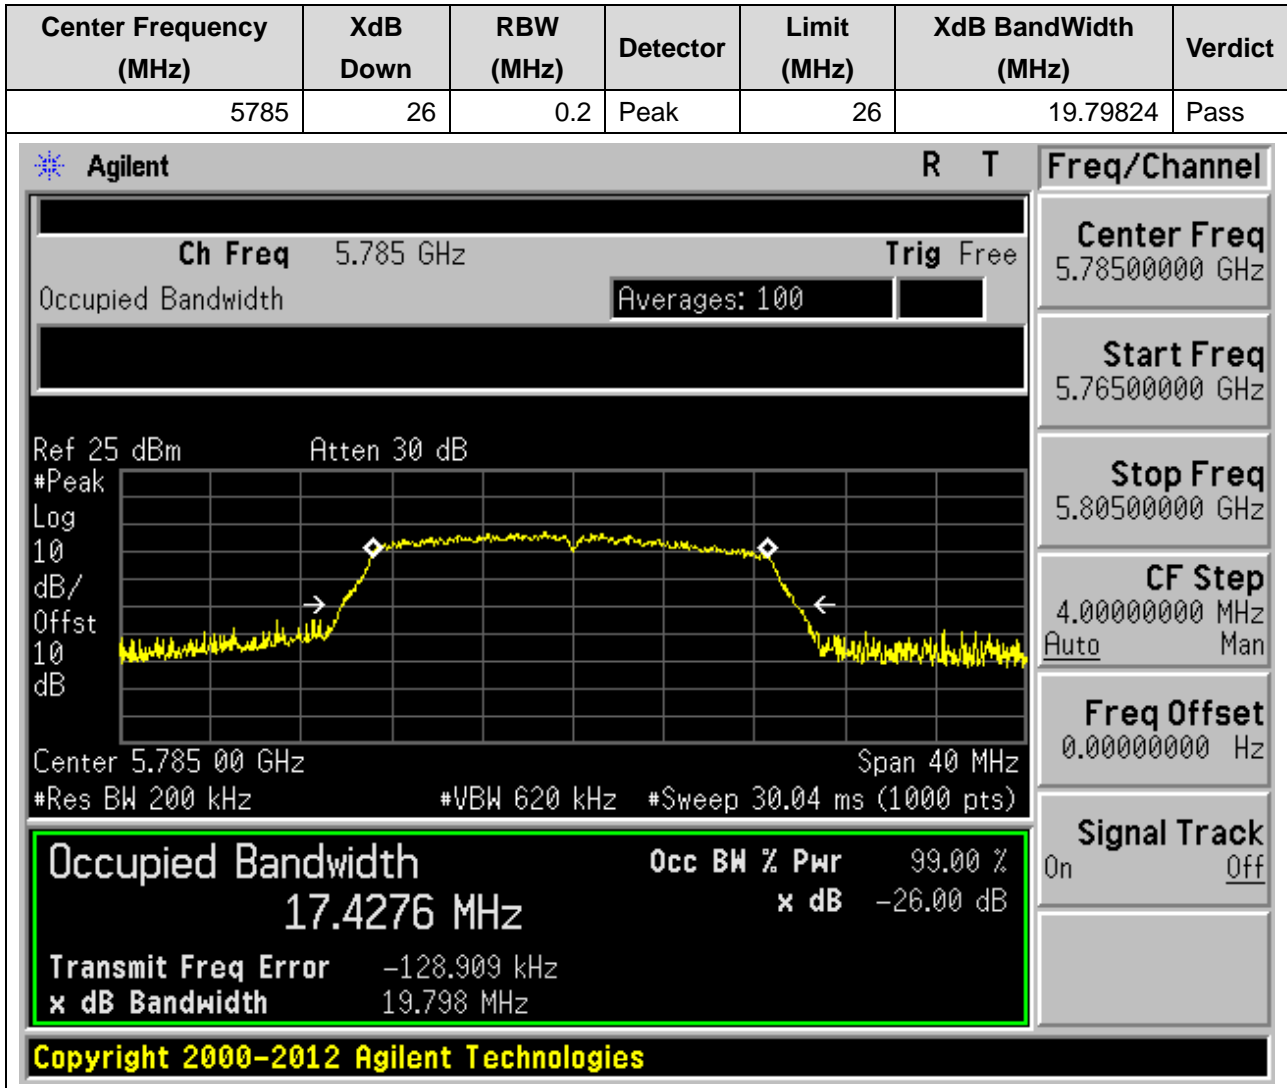 Center Frequency (MHz) XdB Down RBW (MHz) Detector Limit (MHz) XdB BandWidth (MHz) Verdict
5785 26 0.2 Peak 26 19.79824 Pass
Agilent R T
Ch Freq 5.785 GHz Trig Free
Occupied Bandwidth Averages: 100
Ref 25 dBm Atten 30 dB
#Peak
Log
10
dB/
Offst
10
dB
Center 5.785 00 GHz Span 40 MHz
#Res BW 200 kHz #VBW 620 kHz #Sweep 30.04 ms (1000 pts)
Occupied Bandwidth Occ BW % Pwr 99.00 %
17.4276 MHz x dB -26.00 dB
Transmit Freq Error -128.909 kHz
x dB Bandwidth 19.798 MHz
Copyright 2000-2012 Agilent Technologies
Freq/Channel
Center Freq
5.78500000 GHz
Start Freq
5.76500000 GHz
Stop Freq
5.80500000 GHz
CF Step
4.00000000 MHz
Auto Man
Freq Offset
0.00000000 Hz
Signal Track
On Off